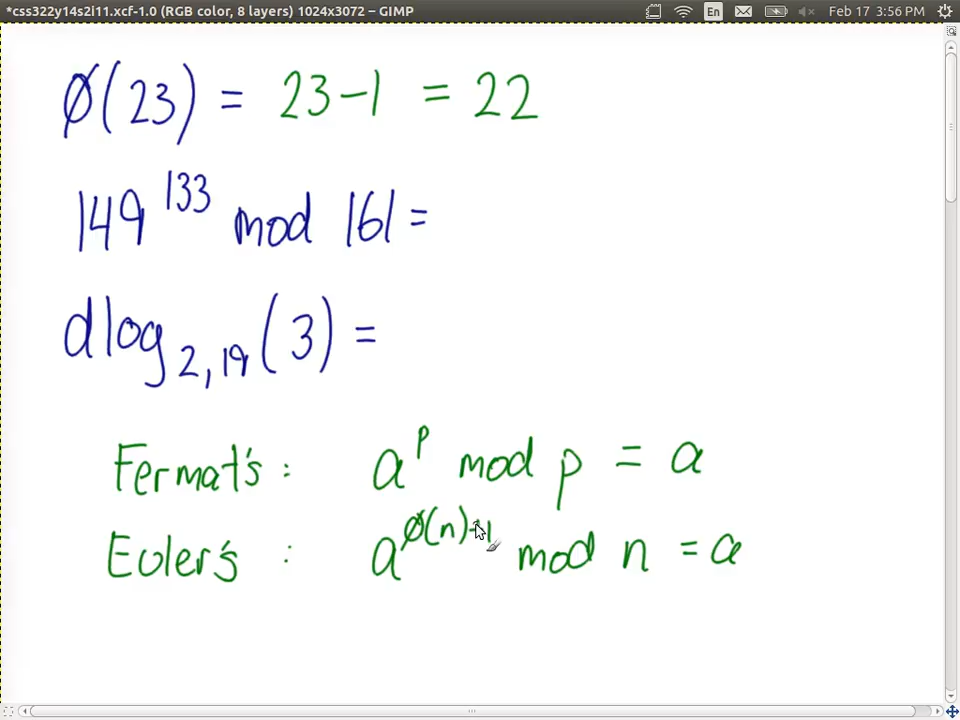 *css322y14s2i11.xcf-1.0 (RGB color, 8 layers) 1024x3072 – GIMP En Feb 17 3:56 PM
ø(23) = 23-1 = 22
149^133 mod 161 =
dlog_2,19 (3) =
Fermat's : a^p mod p = a
Euler's : a^ø(n)+1 mod n = a